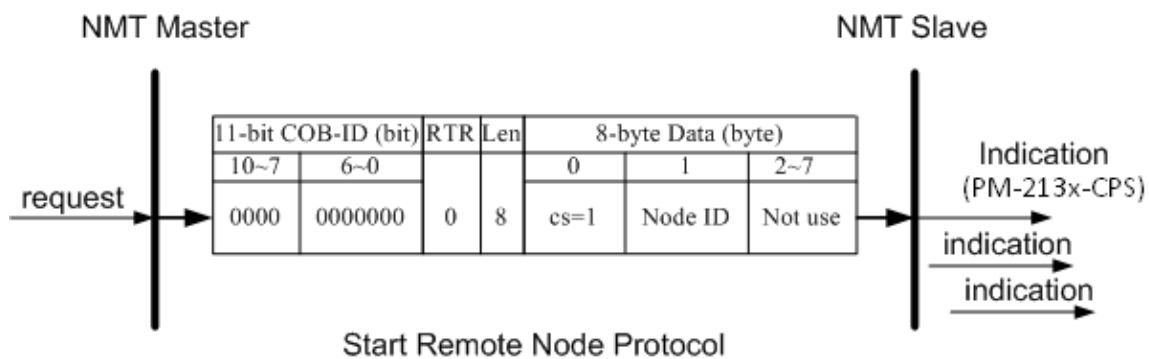 NMT Master
NMT Slave
11-bit COB-ID (bit) RTR Len 8-byte Data (byte)
10~7 6~0 0 1 2~7
request 0000 0000000 0 8 cs=1 Node ID Not use
Indication
(PM-213x-CPS)
indication
indication
Start Remote Node Protocol